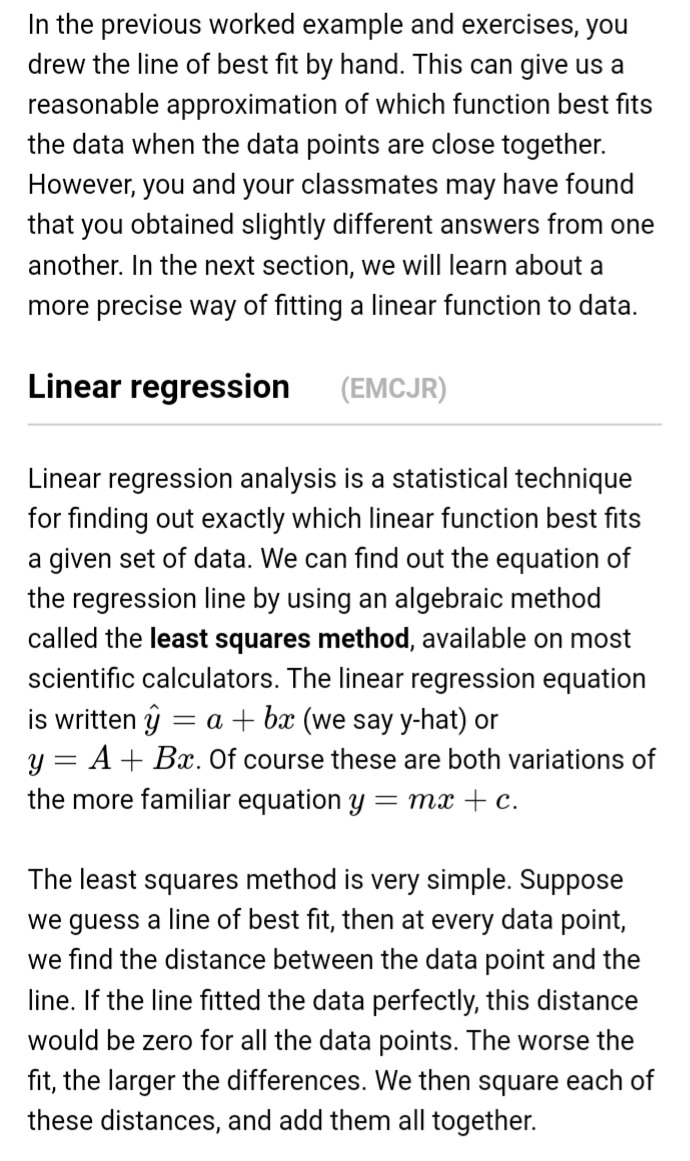 In the previous worked example and exercises, you
drew the line of best fit by hand. This can give us a
reasonable approximation of which function best fits
the data when the data points are close together.
However, you and your classmates may have found
that you obtained slightly different answers from one
another. In the next section, we will learn about a
more precise way of fitting a linear function to data.
Linear regression (EMCJR)
Linear regression analysis is a statistical technique
for finding out exactly which linear function best fits
a given set of data. We can find out the equation of
the regression line by using an algebraic method
called the least squares method, available on most
scientific calculators. The linear regression equation
is written ŷ = a + bx (we say y-hat) or
y = A + Bx. Of course these are both variations of
the more familiar equation y = mx + c.
The least squares method is very simple. Suppose
we guess a line of best fit, then at every data point,
we find the distance between the data point and the
line. If the line fitted the data perfectly, this distance
would be zero for all the data points. The worse the
fit, the larger the differences. We then square each of
these distances, and add them all together.